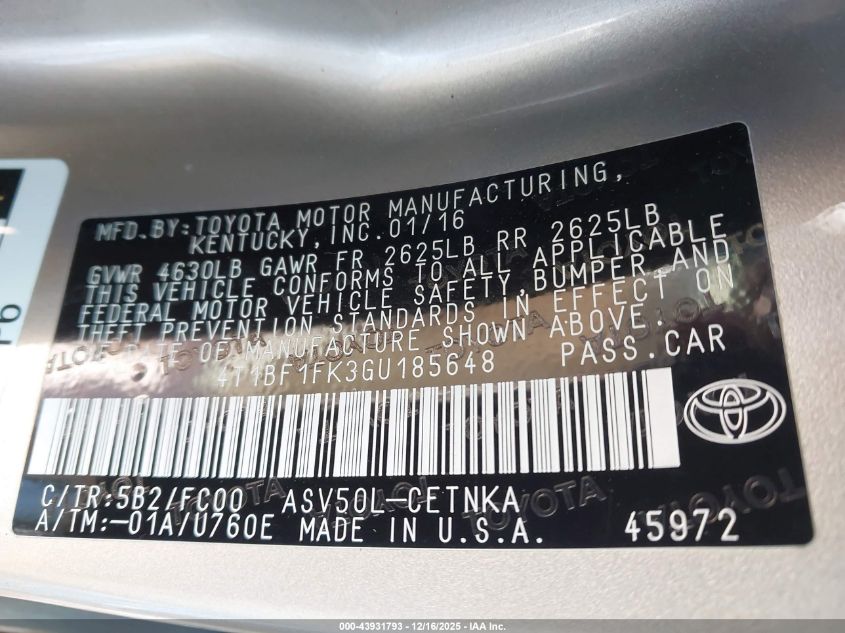 MFD. BY: TOYOTA MOTOR MANUFACTURING,
KENTUCKY, INC. 01/16
GVWR 4630LB GAWR FR 2625LB RR 2625LB
THIS VEHICLE CONFORMS TO ALL APPLICABLE
FEDERAL MOTOR VEHICLE SAFETY, BUMPER, AND
THEFT PREVENTION STANDARDS IN EFFECT ON
THE DATE OF MANUFACTURE SHOWN ABOVE.
4T1BF1FK3GU185648 PASS. CAR
C/TR: 5B2/FC00 ASV50L-CETNKA
A/TM: -01A/U760E MADE IN U.S.A. 45972
000-43931793 - 12/16/2025 - IAA Inc.